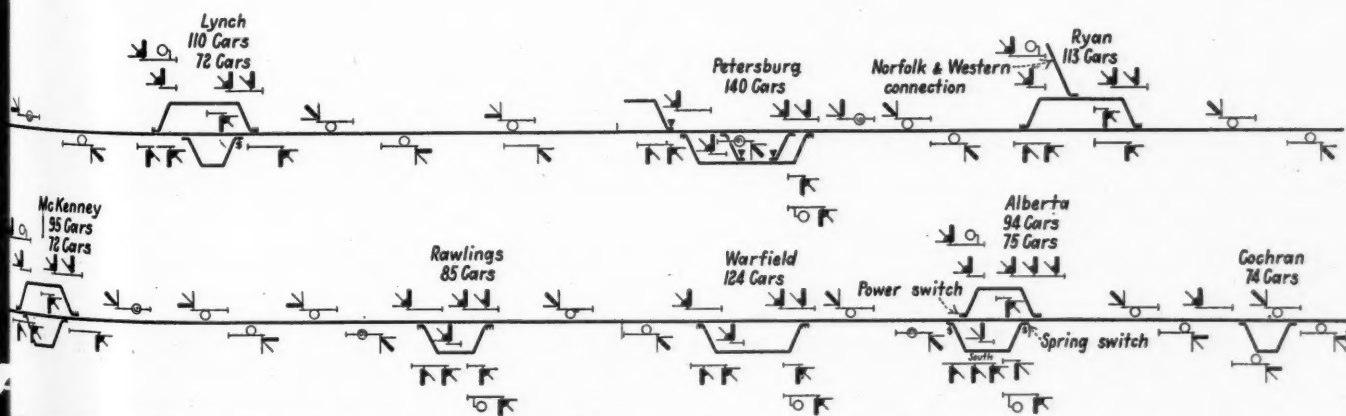 Lynch
110 Cars
72 Cars
Petersburg
140 Cars
Norfolk & Western
connection
Ryan
113 Cars
S
McKenney
95 Cars
72 Cars
Rawlings
85 Cars
Warfield
124 Cars
Alberta
94 Cars
75 Cars
Cochran
74 Cars
Power switch
S
S
Spring switch
South